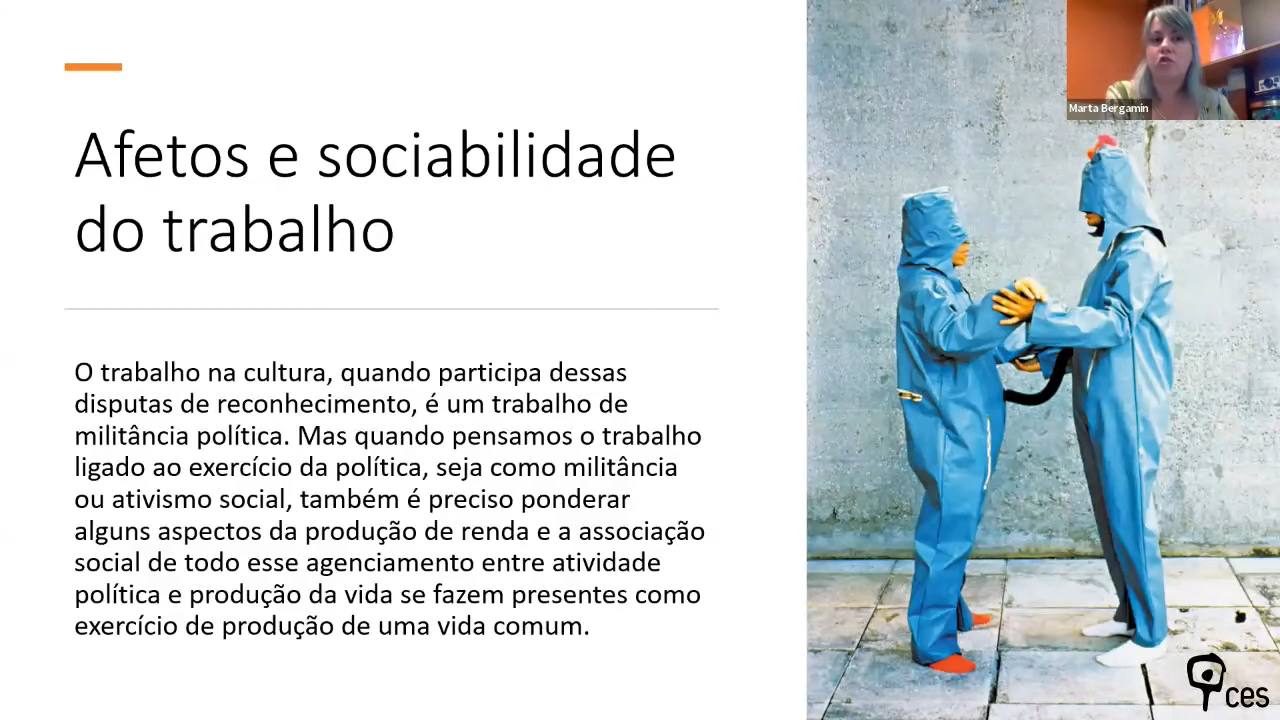 Marta Bergamin
Afetos e sociabilidade
do trabalho
O trabalho na cultura, quando participa dessas
disputas de reconhecimento, é um trabalho de
militância política. Mas quando pensamos o trabalho
ligado ao exercício da política, seja como militância
ou ativismo social, também é preciso ponderar
alguns aspectos da produção de renda e a associação
social de todo esse agenciamento entre atividade
política e produção da vida se fazem presentes como
exercício de produção de uma vida comum.
ces